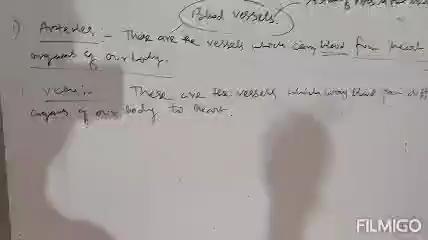 Blood vessels
1) Arteries :- These are the vessels which carry blood from heart
organs of our body.
Vein :- These are the vessels which carry blood from diff
organs of our body to heart.
FILMIGO